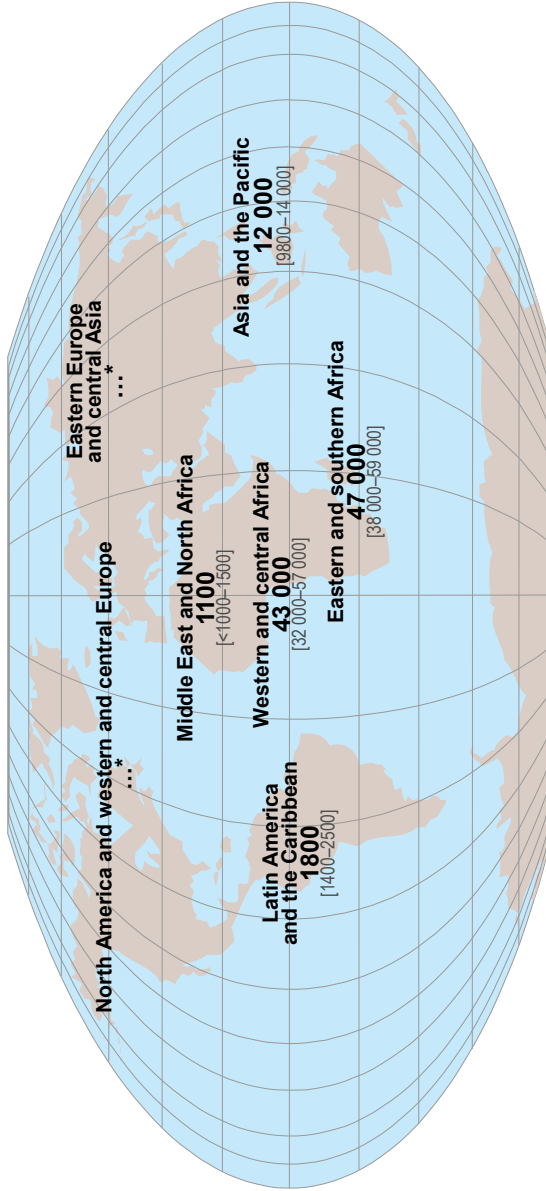 North America and western and central Europe
...*
Eastern Europe
and central Asia
...*
Middle East and North Africa
1100
[<1000–1500]
Western and central Africa
43 000
[32 000–57 000]
Asia and the Pacific
12 000
[9800–14 000]
Latin America
and the Caribbean
1800
[1400–2500]
Eastern and southern Africa
47 000
[38 000–59 000]